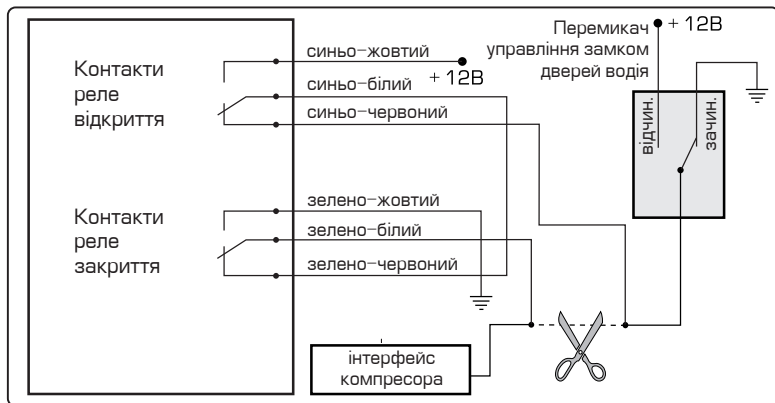 Контакти
реле
відкриття
синьо-жовтий
+ 12В
синьо-білий
синьо-червоний
Перемикач
управління замком
дверей водія
+ 12В
відчин.
зачин.
Контакти
реле
закриття
зелено-жовтий
зелено-білий
зелено-червоний
інтерфейс
компресора